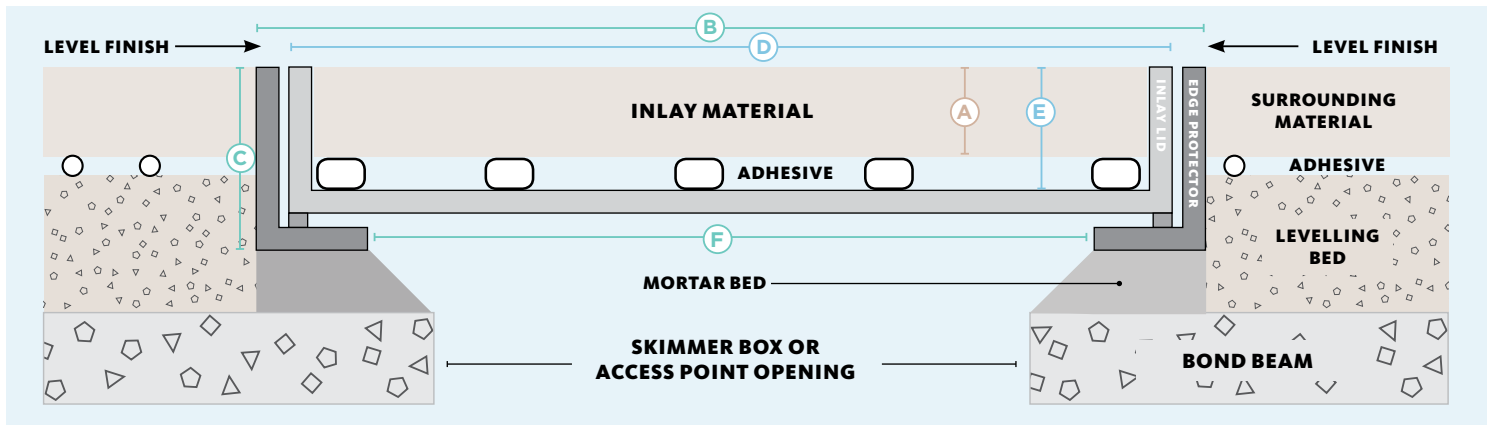 B
LEVEL FINISH
D
LEVEL FINISH
INLAY MATERIAL
A
E
INLAY LID
EDGE PROTECTOR
SURROUNDING
MATERIAL
C
ADHESIVE
ADHESIVE
F
LEVELLING
BED
MORTAR BED
SKIMMER BOX OR
ACCESS POINT OPENING
BOND BEAM